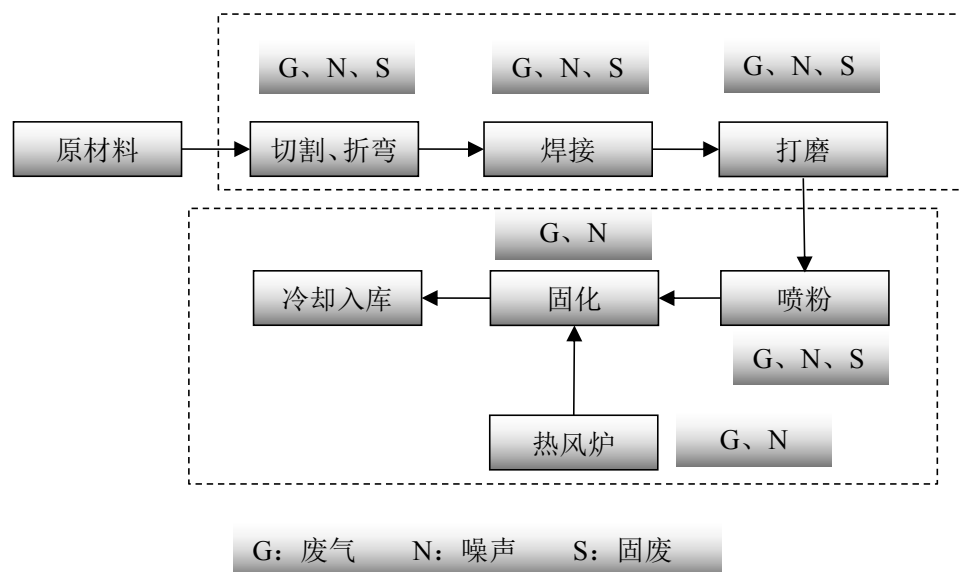 G、N、S G、N、S G、N、S
原材料 切割、折弯 焊接 打磨
G、N
冷却入库 固化 喷粉
G、N、S
热风炉 G、N
G：废气 N：噪声 S：固废